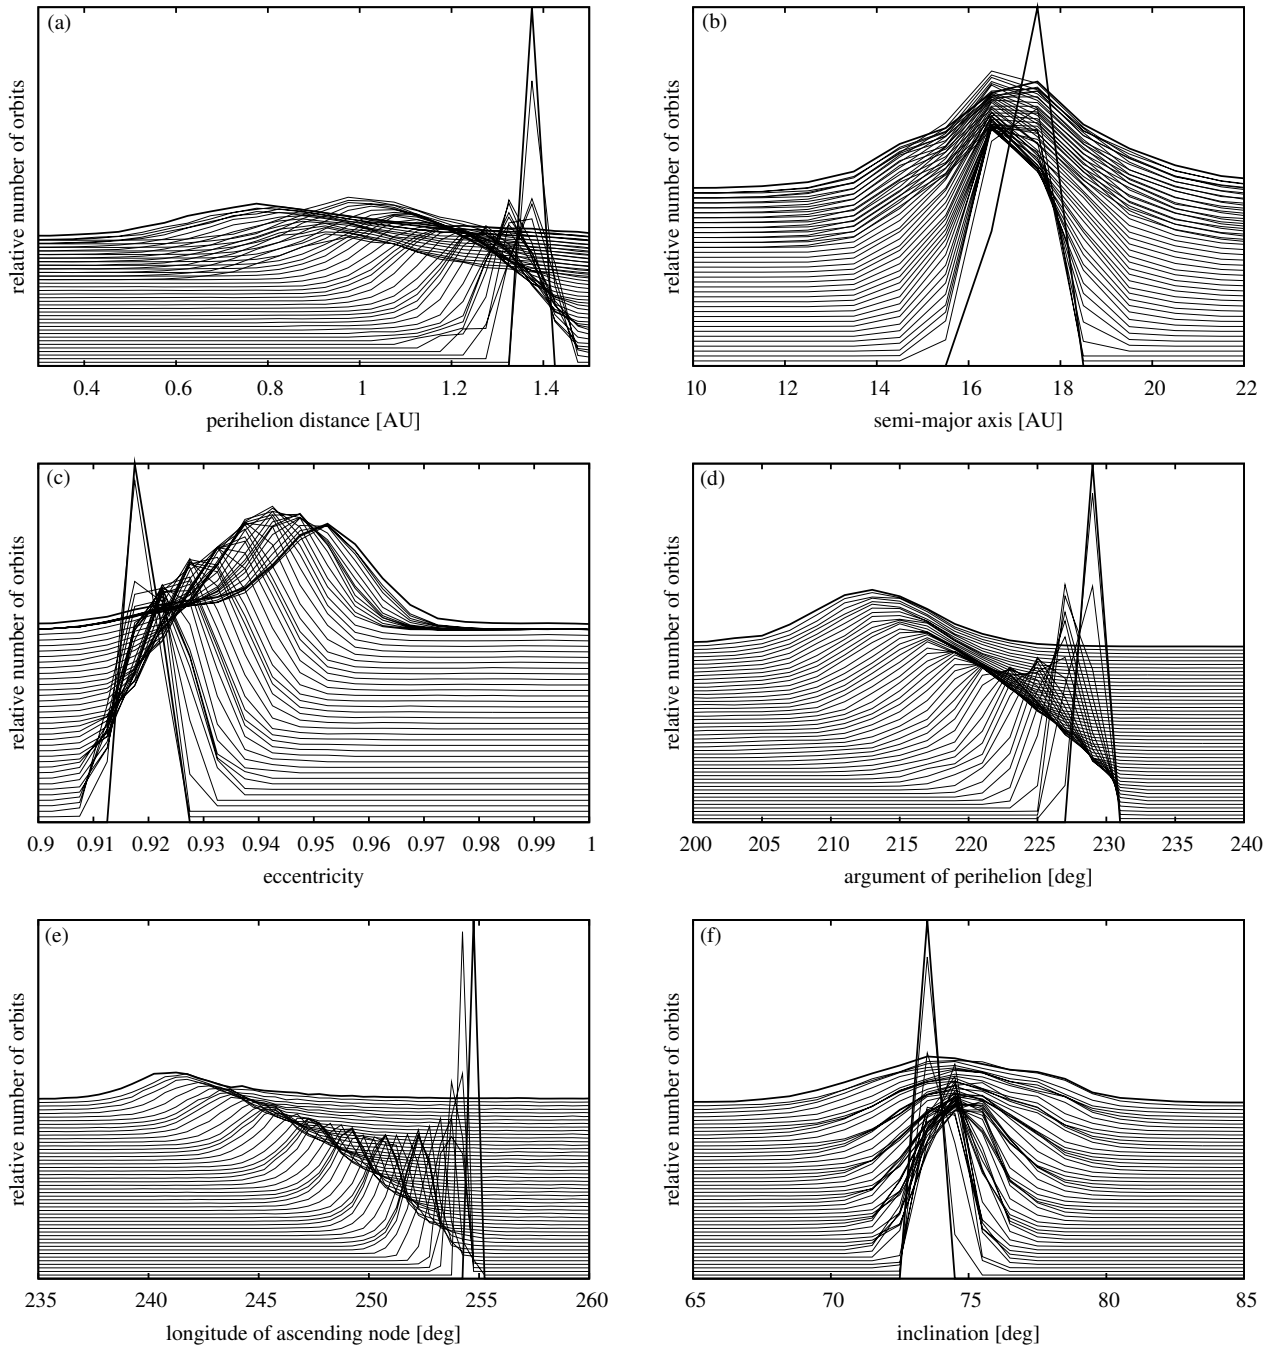 (a)
relative number of orbits
0.4 0.6 0.8 1 1.2 1.4
perihelion distance [AU]
(b)
relative number of orbits
10 12 14 16 18 20 22
semi-major axis [AU]
(c)
relative number of orbits
0.9 0.91 0.92 0.93 0.94 0.95 0.96 0.97 0.98 0.99 1
eccentricity
(d)
relative number of orbits
200 205 210 215 220 225 230 235 240
argument of perihelion [deg]
(e)
relative number of orbits
235 240 245 250 255 260
longitude of ascending node [deg]
(f)
relative number of orbits
65 70 75 80 85
inclination [deg]